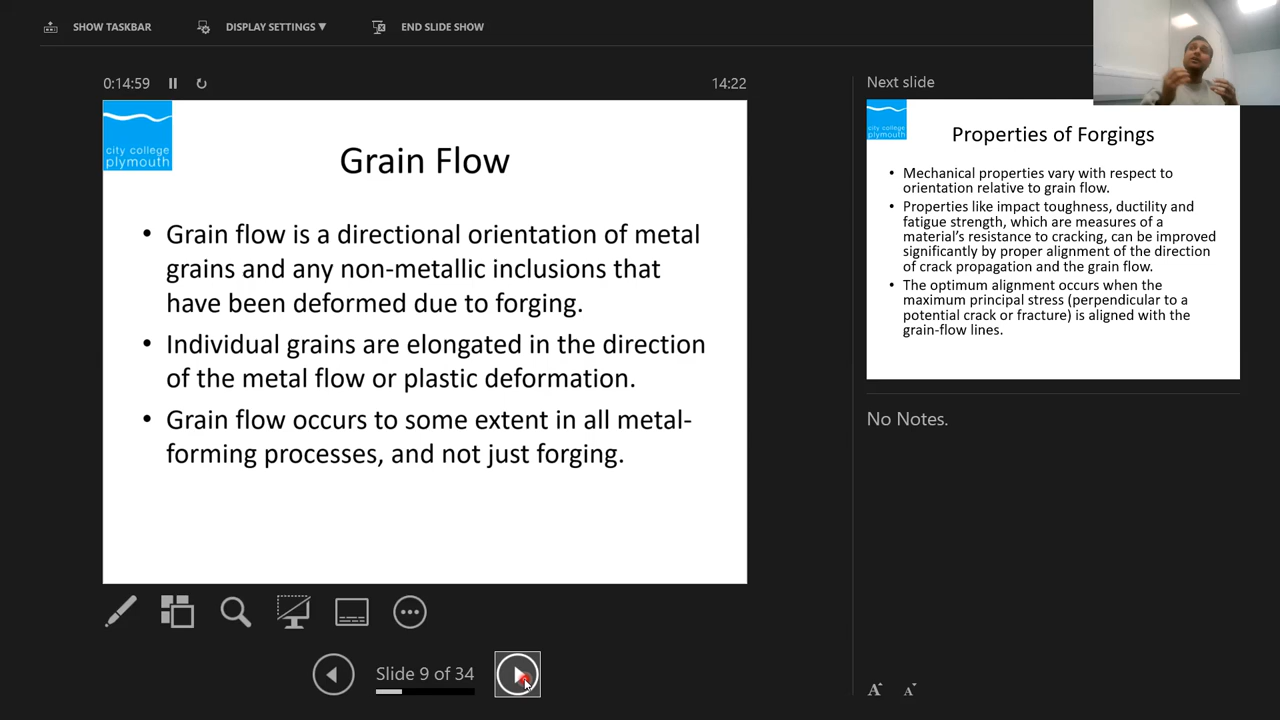 SHOW TASKBAR
DISPLAY SETTINGS ▼
END SLIDE SHOW
0:14:59
14:22
city college
plymouth
Grain Flow
• Grain flow is a directional orientation of metal
grains and any non-metallic inclusions that
have been deformed due to forging.
• Individual grains are elongated in the direction
of the metal flow or plastic deformation.
• Grain flow occurs to some extent in all metal-
forming processes, and not just forging.
Slide 9 of 34
Next slide
city college
plymouth
Properties of Forgings
• Mechanical properties vary with respect to
orientation relative to grain flow.
• Properties like impact toughness, ductility and
fatigue strength, which are measures of a
material's resistance to cracking, can be improved
significantly by proper alignment of the direction
of crack propagation and the grain flow.
• The optimum alignment occurs when the
maximum principal stress (perpendicular to a
potential crack or fracture) is aligned with the
grain-flow lines.
No Notes.
A A